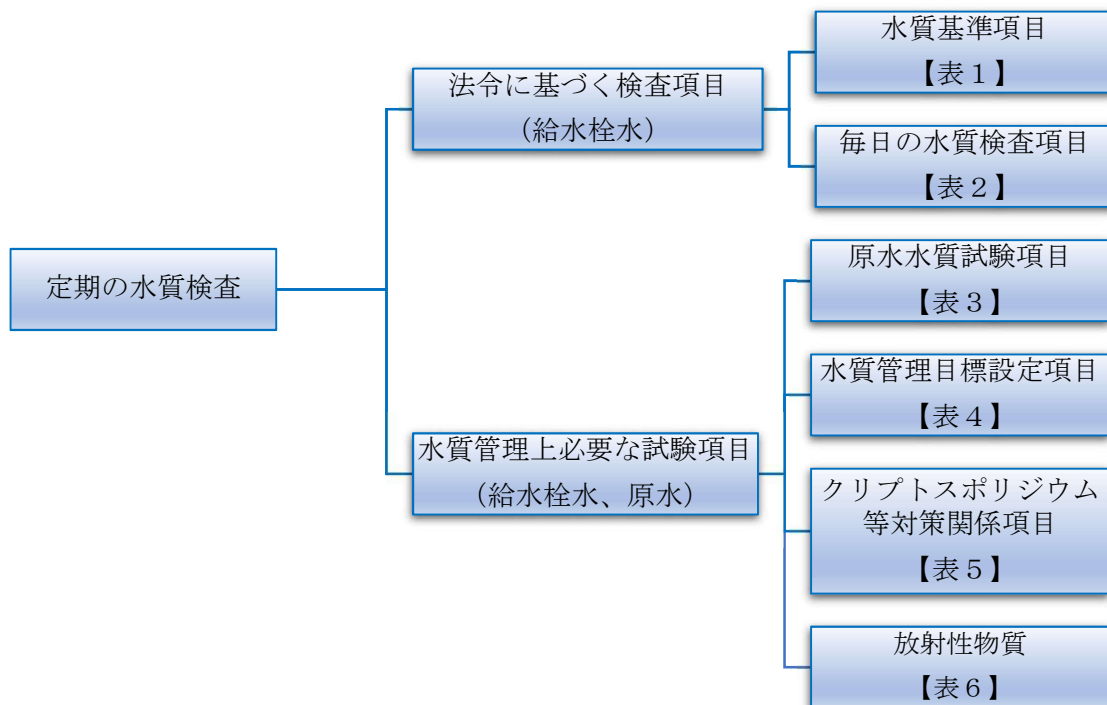 定期の水質検査
法令に基づく検査項目
（給水栓水）
水質基準項目
【表１】
毎日の水質検査項目
【表２】
水質管理上必要な試験項目
（給水栓水、原水）
原水水質試験項目
【表３】
水質管理目標設定項目
【表４】
クリプトスポリジウム
等対策関係項目
【表５】
放射性物質
【表６】